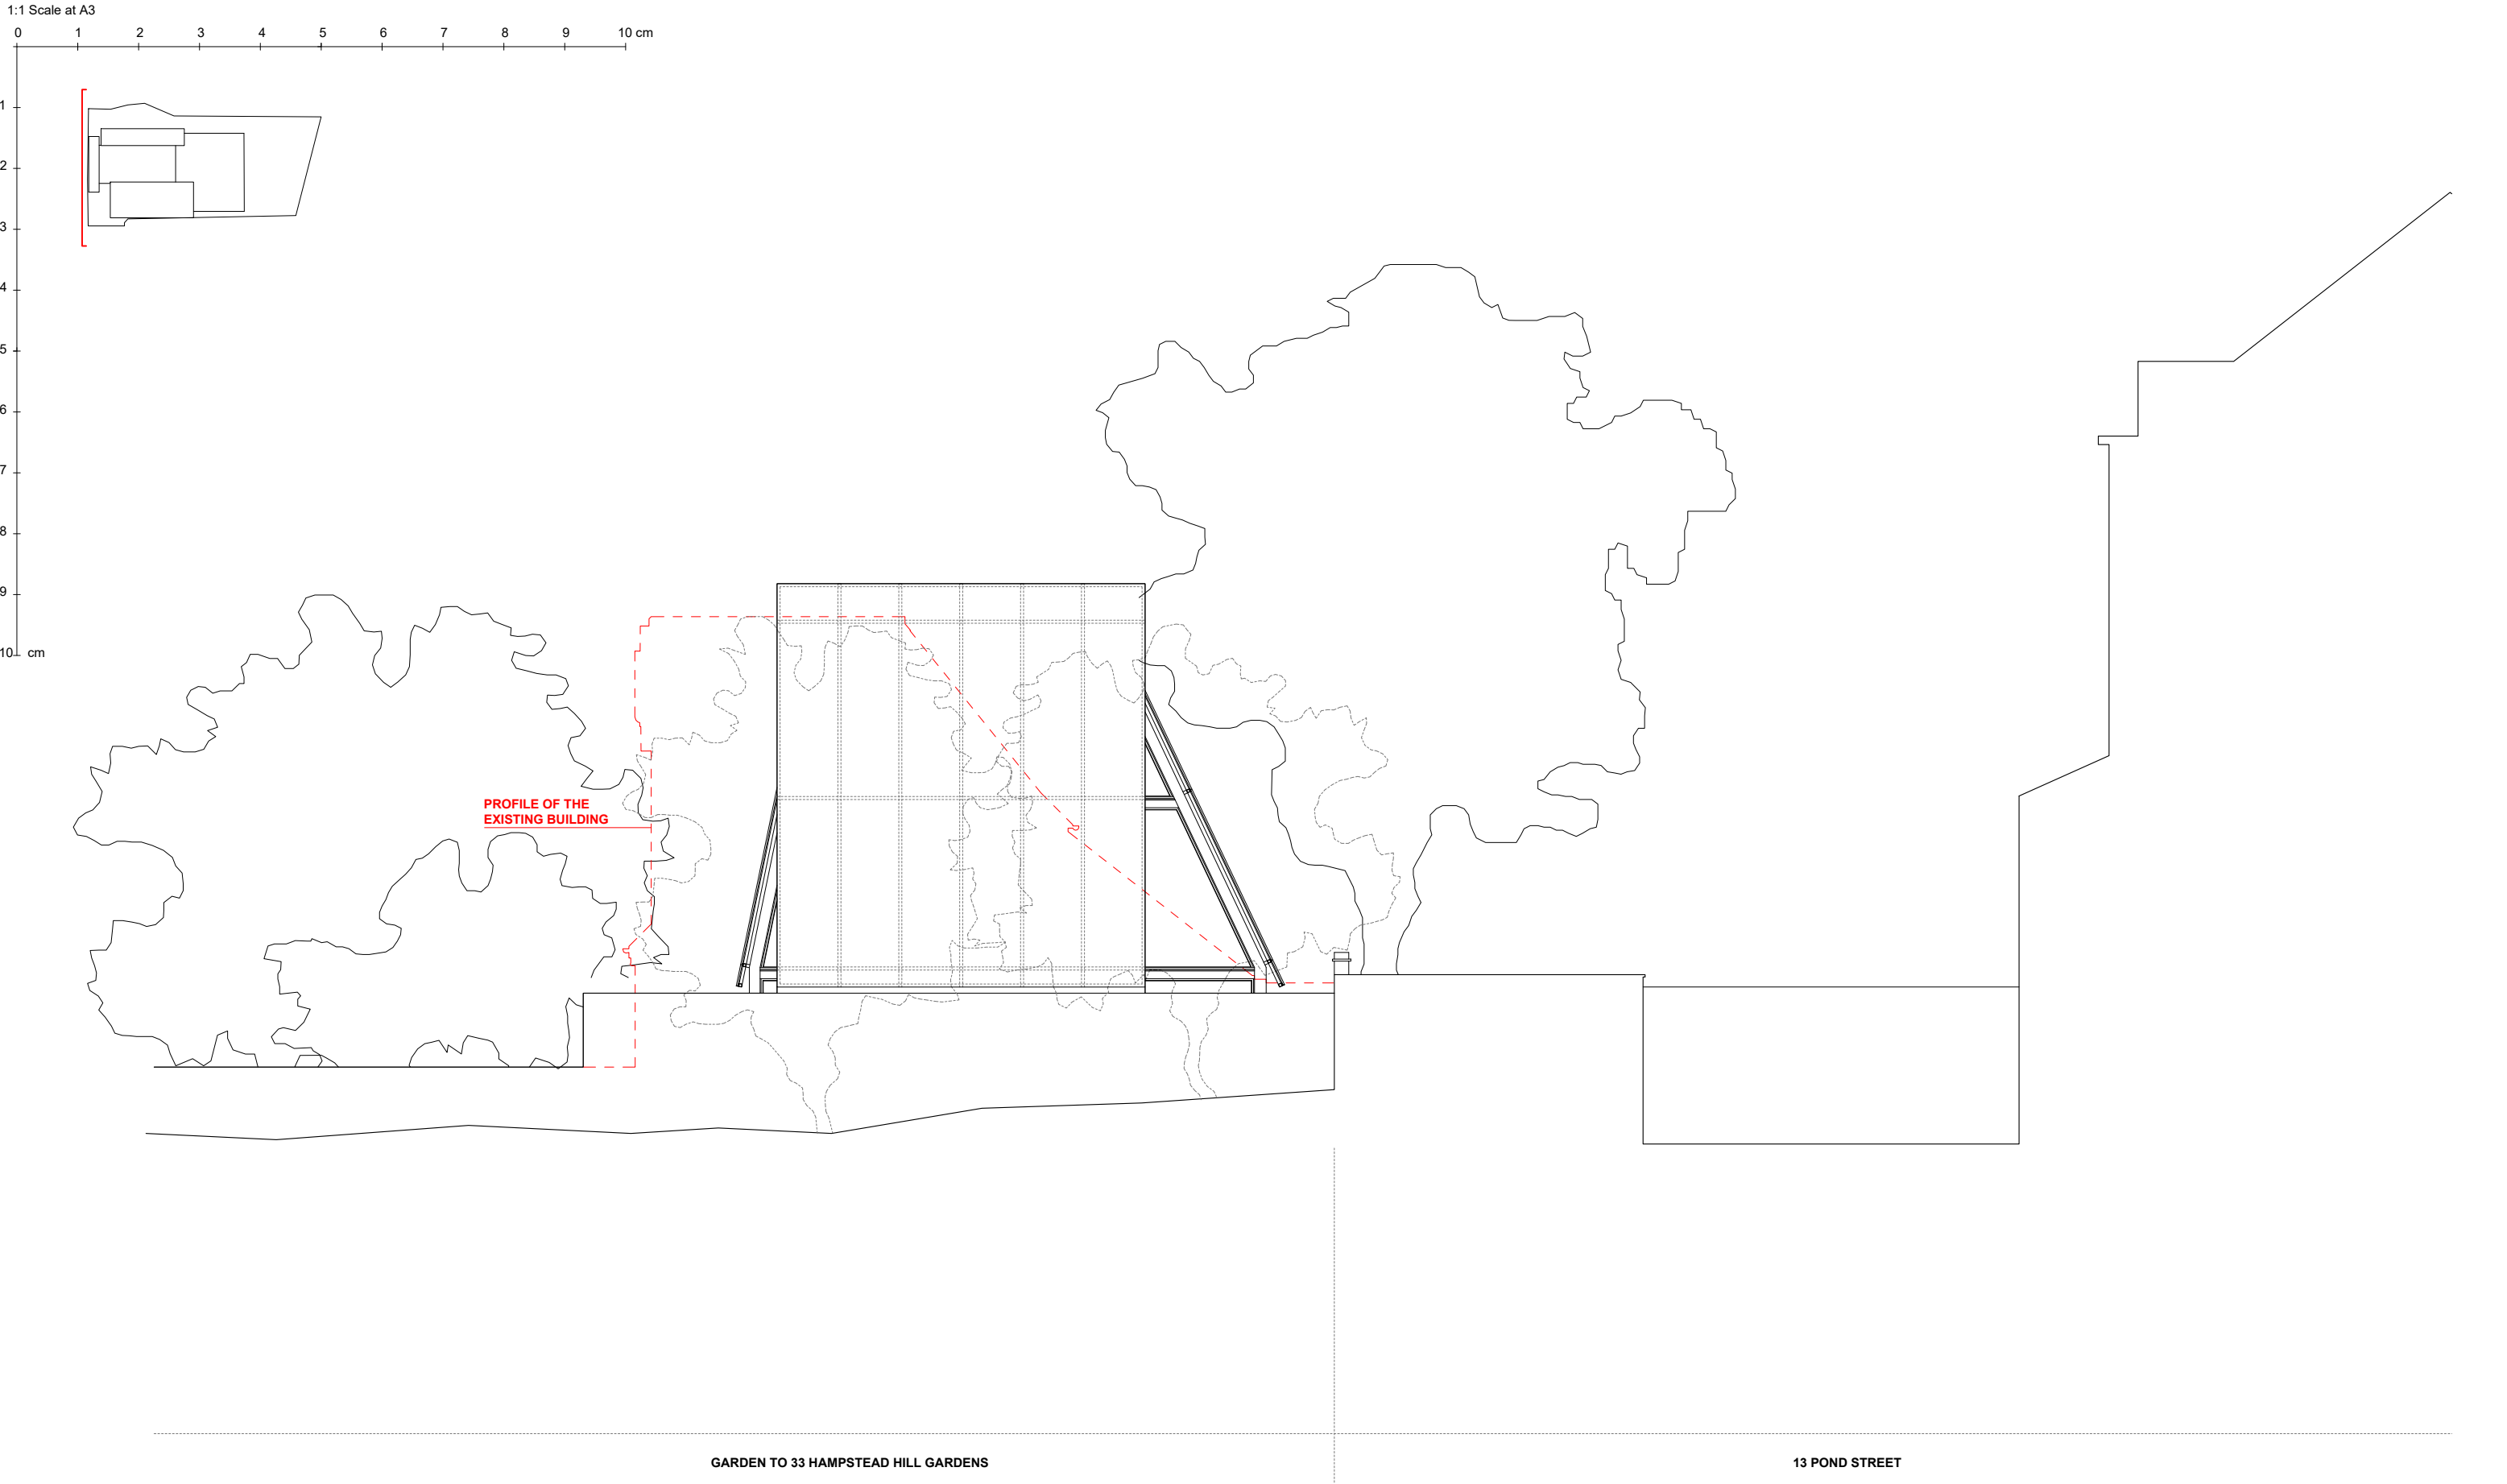 1:1 Scale at A3
0 1 2 3 4 5 6 7 8 9 10 cm
1
2
3
4
5
6
7
8
9
10 cm
PROFILE OF THE
EXISTING BUILDING
GARDEN TO 33 HAMPSTEAD HILL GARDENS
13 POND STREET